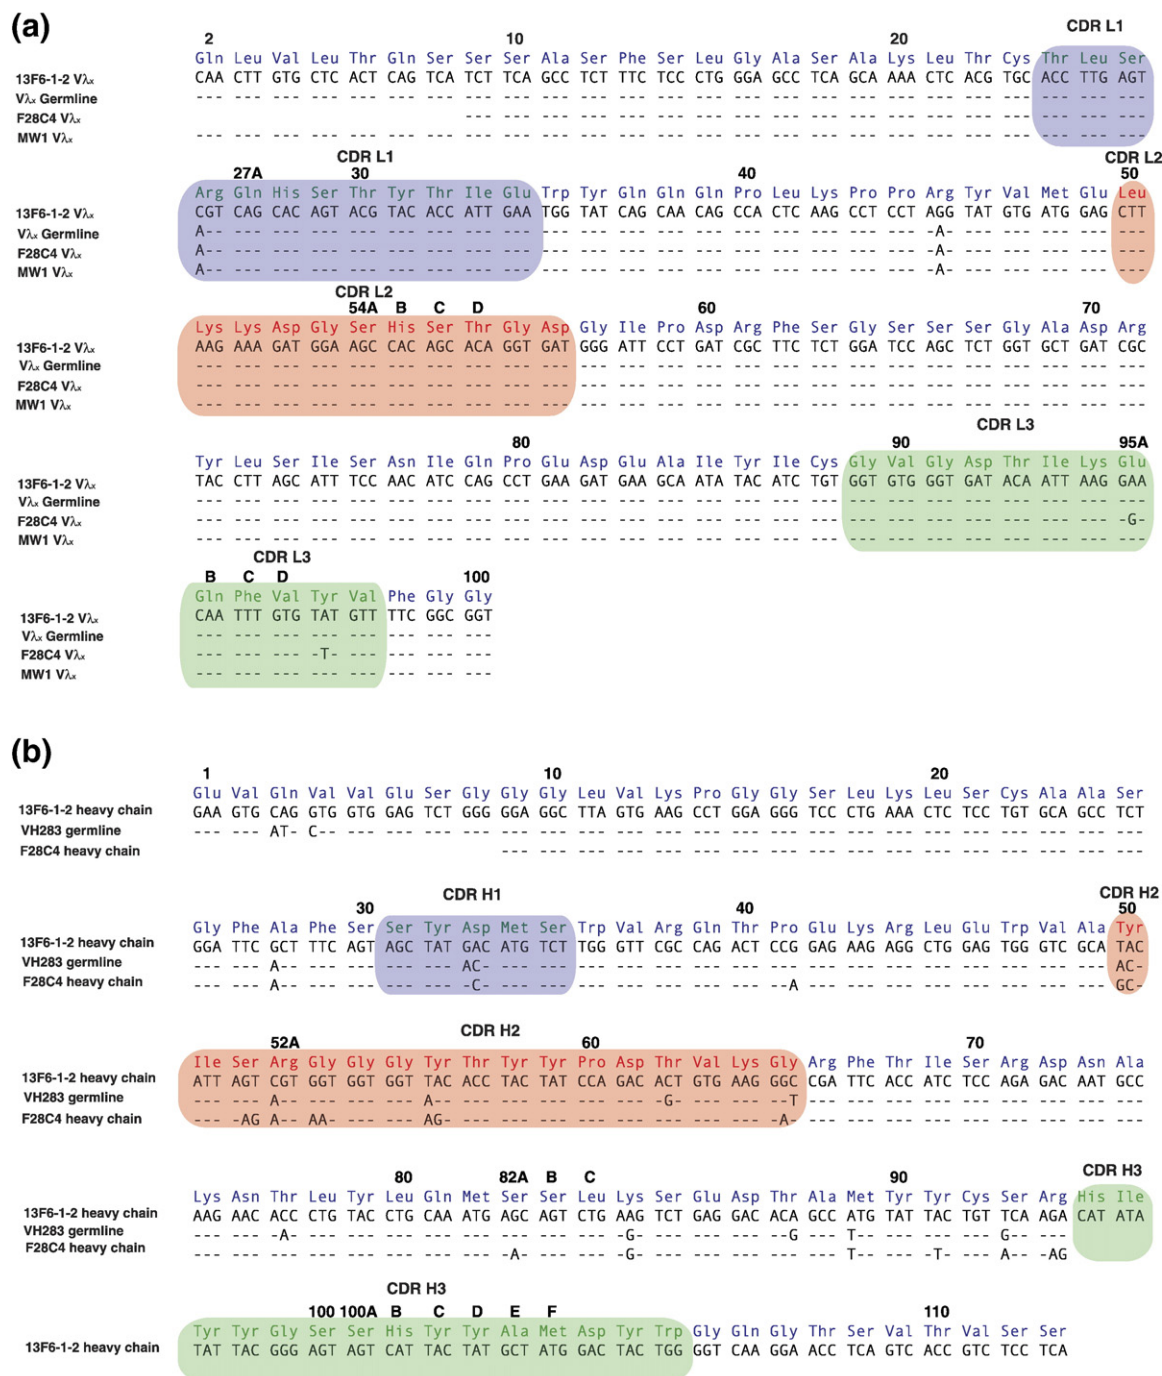 (a)
CDR L1
2 10 20
Gln Leu Val Leu Thr Gln Ser Ser Ser Ala Ser Phe Ser Leu Gly Ala Ser Ala Lys Leu Thr Cys Thr Leu Ser
13F6-1-2 Vλx CAA CTT GTG CTC ACT CAG TCA TCT TCA GCC TCT TTC TCC CTG GGA GCC TCA GCA AAA CTC ACG TGC ACC TTG AGT
Vλx Germline --- --- --- --- --- --- --- --- --- --- --- --- --- --- --- --- --- --- --- --- --- --- --- --- ---
F28C4 Vλx --- --- --- --- --- --- --- --- --- --- --- --- --- --- --- --- --- ---
MW1 Vλx --- --- --- --- --- --- --- --- --- --- --- --- --- --- --- --- --- --- --- --- --- --- --- --- ---
CDR L1 CDR L2
27A 30 40 50
Arg Gln His Ser Thr Tyr Thr Ile Glu Trp Tyr Gln Gln Gln Pro Leu Lys Pro Pro Arg Tyr Val Met Glu Leu
13F6-1-2 Vλx CGT CAG CAC AGT ACG TAC ACC ATT GAA TGG TAT CAG CAA CAG CCA CTC AAG CCT CCT AGG TAT GTG ATG GAG CTT
Vλx Germline A-- --- --- --- --- --- --- --- --- --- --- --- --- --- --- --- --- --- --- -A- --- --- --- --- ---
F28C4 Vλx A-- --- --- --- --- --- --- --- --- --- --- --- --- --- --- --- --- --- --- -A- --- --- --- --- ---
MW1 Vλx A-- --- --- --- --- --- --- --- --- --- --- --- --- --- --- --- --- --- --- -A- --- --- --- --- ---
CDR L2
54A B C D 60 70
Lys Lys Asp Gly Ser His Ser Thr Gly Asp Gly Ile Pro Asp Arg Phe Ser Gly Ser Ser Ser Gly Ala Asp Arg
13F6-1-2 Vλx AAG AAA GAT GGA AGC CAC AGC ACA GGT GAT GGG ATT CCT GAT CGC TTC TCT GGA TCC AGC TCT GGT GCT GAT CGC
Vλx Germline --- --- --- --- --- --- --- --- --- --- --- --- --- --- --- --- --- --- --- --- --- --- --- --- ---
F28C4 Vλx --- --- --- --- --- --- --- --- --- --- --- --- --- --- --- --- --- --- --- --- --- --- --- --- ---
MW1 Vλx --- --- --- --- --- --- --- --- --- --- --- --- --- --- --- --- --- --- --- --- --- --- --- --- ---
CDR L3
80 90 95A
Tyr Leu Ser Ile Ser Asn Ile Gln Pro Glu Asp Glu Ala Ile Tyr Ile Cys Gly Val Gly Asp Thr Ile Lys Glu
13F6-1-2 Vλx TAC CTT AGC ATT TCC AAC ATC CAG CCT GAA GAT GAA GCA ATA TAC ATC TGT GGT GTG GGT GAT ACA ATT AAG GAA
Vλx Germline --- --- --- --- --- --- --- --- --- --- --- --- --- --- --- --- --- --- --- --- --- --- --- --- ---
F28C4 Vλx --- --- --- --- --- --- --- --- --- --- --- --- --- --- --- --- --- --- --- --- --- --- --- --- -G-
MW1 Vλx --- --- --- --- --- --- --- --- --- --- --- --- --- --- --- --- --- --- --- --- --- --- --- --- ---
CDR L3
B C D 100
Gln Phe Val Tyr Val Phe Gly Gly
13F6-1-2 Vλx CAA TTT GTG TAT GTT TTC GGC GGT
Vλx Germline --- --- --- --- --- --- --- ---
F28C4 Vλx --- --- --- -T- --- --- --- ---
MW1 Vλx --- --- --- --- --- --- --- ---
(b)
1 10 20
Glu Val Gln Val Val Glu Ser Gly Gly Gly Leu Val Lys Pro Gly Gly Ser Leu Lys Leu Ser Cys Ala Ala Ser
13F6-1-2 heavy chain GAA GTG CAG GTG GTG GAG TCT GGG GGA GGC TTA GTG AAG CCT GGA GGG TCC CTG AAA CTC TCC TGT GCA GCC TCT
VH283 germline --- --- -AT- C-- --- --- --- --- --- --- --- --- --- --- --- --- --- --- --- --- --- --- --- --- ---
F28C4 heavy chain --- --- --- --- --- --- --- --- --- --- --- --- --- --- --- --- ---
CDR H1 CDR H2
30 40 50
Gly Phe Ala Phe Ser Ser Tyr Asp Met Ser Trp Val Arg Gln Thr Pro Glu Lys Arg Leu Glu Trp Val Ala Tyr
13F6-1-2 heavy chain GGA TTC GCT TTC AGT AGC TAT GAC ATG TCT TGG GTT CGC CAG ACT CCG GAG AAG AGG CTG GAG TGG GTC GCA TAC
VH283 germline --- --- A-- --- --- --- --- AC- --- --- --- --- --- --- --- --- --- --- --- --- --- --- --- --- AC-
F28C4 heavy chain --- --- A-- --- --- --- --- -C- --- --- --- --- --- --- --- --A --- --- --- --- --- --- --- --- GC-
CDR H2
52A 60 70
Ile Ser Arg Gly Gly Gly Tyr Thr Tyr Tyr Pro Asp Thr Val Lys Gly Arg Phe Thr Ile Ser Arg Asp Asn Ala
13F6-1-2 heavy chain ATT AGT CGT GGT GGT GGT TAC ACC TAC TAT CCA GAC ACT GTG AAG GGC CGA TTC ACC ATC TCC AGA GAC AAT GCC
VH283 germline --- --- A-- --- --- --- A-- --- --- --- --- --- -G- --- --- --T --- --- --- --- --- --- --- --- ---
F28C4 heavy chain --- -AG A-- AA- --- --- AG- --- --- --- --- --- --- --- --- -A- --- --- --- --- --- --- --- --- ---
CDR H3
80 82A B C 90
Lys Asn Thr Leu Tyr Leu Gln Met Ser Ser Leu Lys Ser Glu Asp Thr Ala Met Tyr Tyr Cys Ser Arg His Ile
13F6-1-2 heavy chain AAG AAC ACC CTG TAC CTG CAA ATG AGC AGT CTG AAG TCT GAG GAC ACA GCC ATG TAT TAC TGT TCA AGA CAT ATA
VH283 germline --- --- -A- --- --- --- --- --- --- --- --- -G- --- --- --- --G --- T-- --- --- --- G-- ---
F28C4 heavy chain --- --- --- --- --- --- --- --- -A- --- --- -G- --- --- --- --- --- T-- --- -T- --- A-- -AG
CDR H3
100 100A B C D E F 110
Tyr Tyr Gly Ser Ser His Tyr Tyr Ala Met Asp Tyr Trp Gly Gln Gly Thr Ser Val Thr Val Ser Ser
13F6-1-2 heavy chain TAT TAC GGG AGT AGT CAT TAC TAT GCT ATG GAC TAC TGG GGT CAA GGA ACC TCA GTC ACC GTC TCC TCA